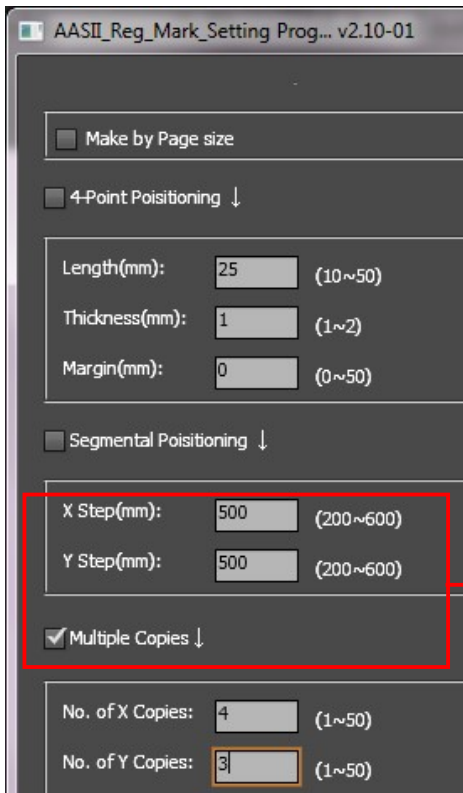 AASII_Reg_Mark_Setting Prog... v2.10-01
Make by Page size
4-Point Poisitioning ↓
Length(mm): 25 (10~50)
Thickness(mm): 1 (1~2)
Margin(mm): 0 (0~50)
Segmental Poisitioning ↓
X Step(mm): 500 (200~600)
Y Step(mm): 500 (200~600)
Multiple Copies ↓
No. of X Copies: 4 (1~50)
No. of Y Copies: 3 (1~50)